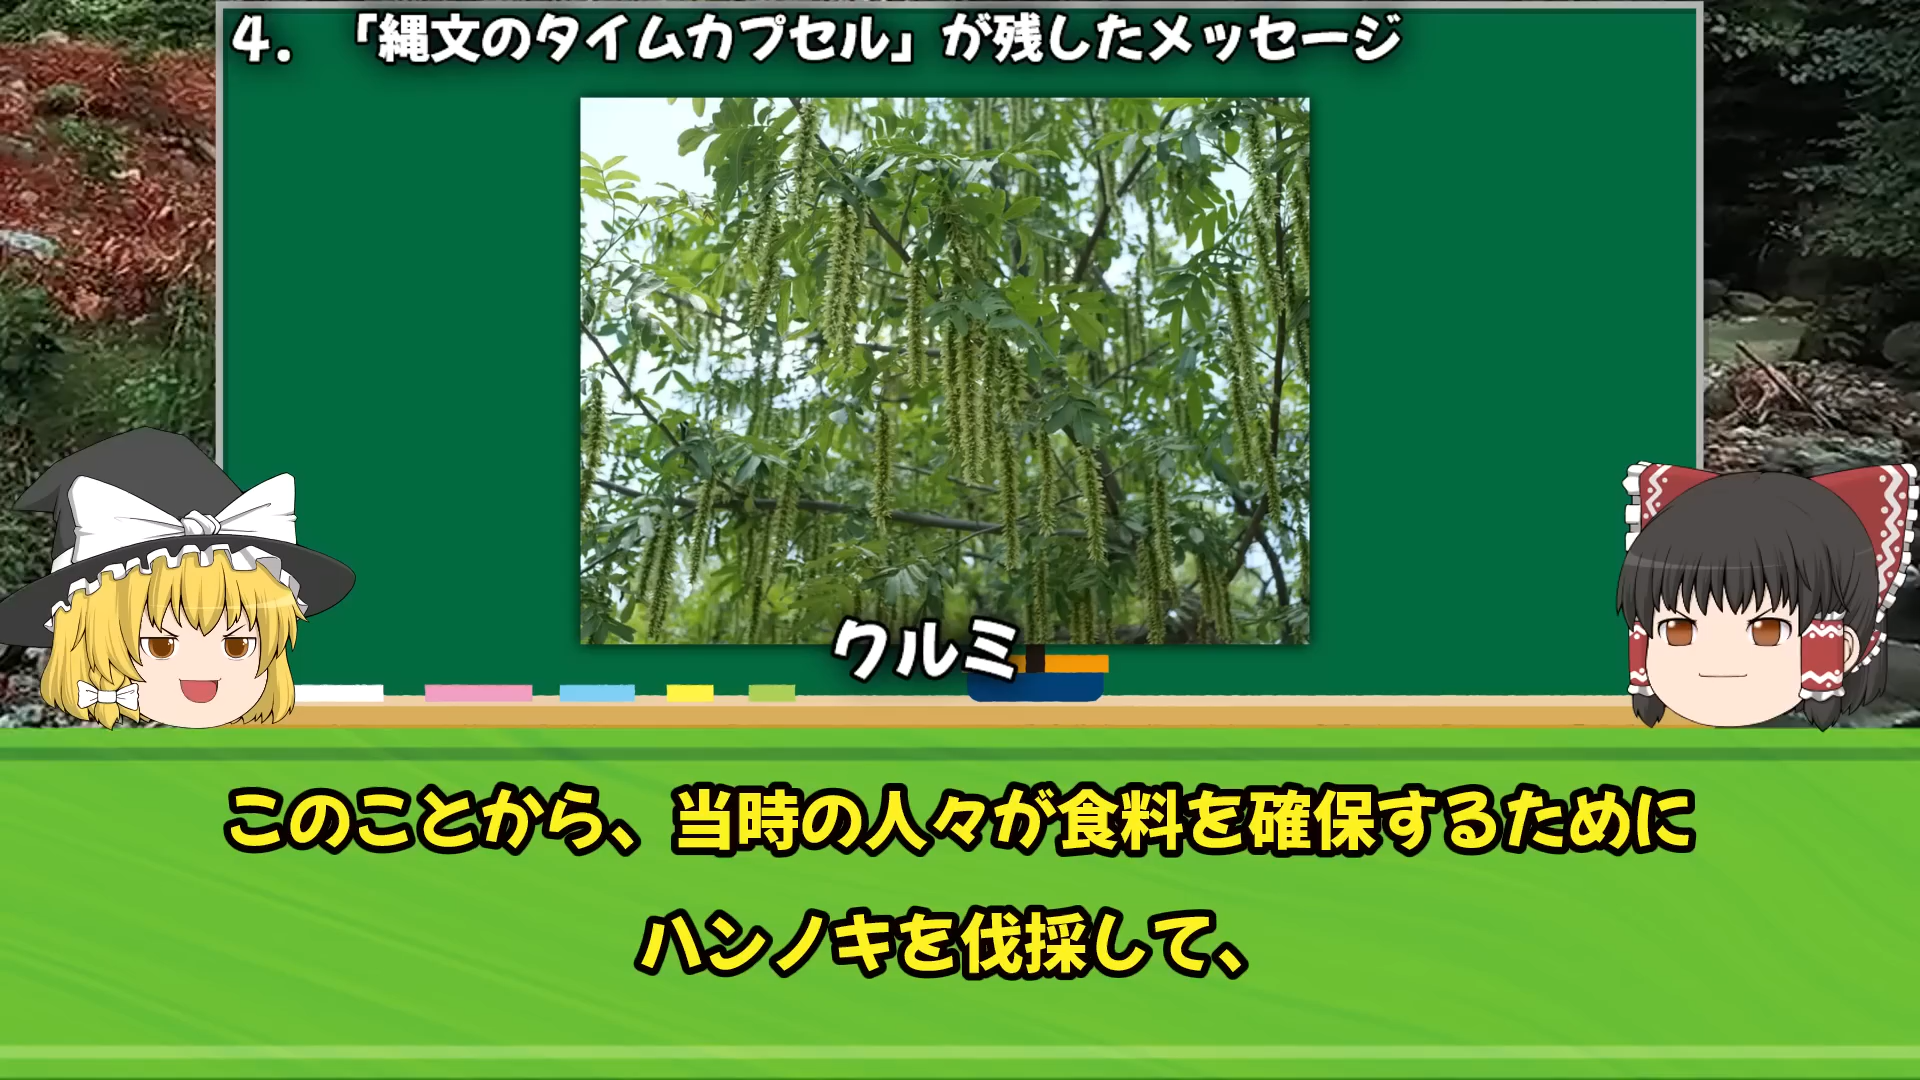 4．「縄文のタイムカプセル」が残したメッセージ
クルミ
このことから、当時の人々が食料を確保するために
ハンノキを伐採して、